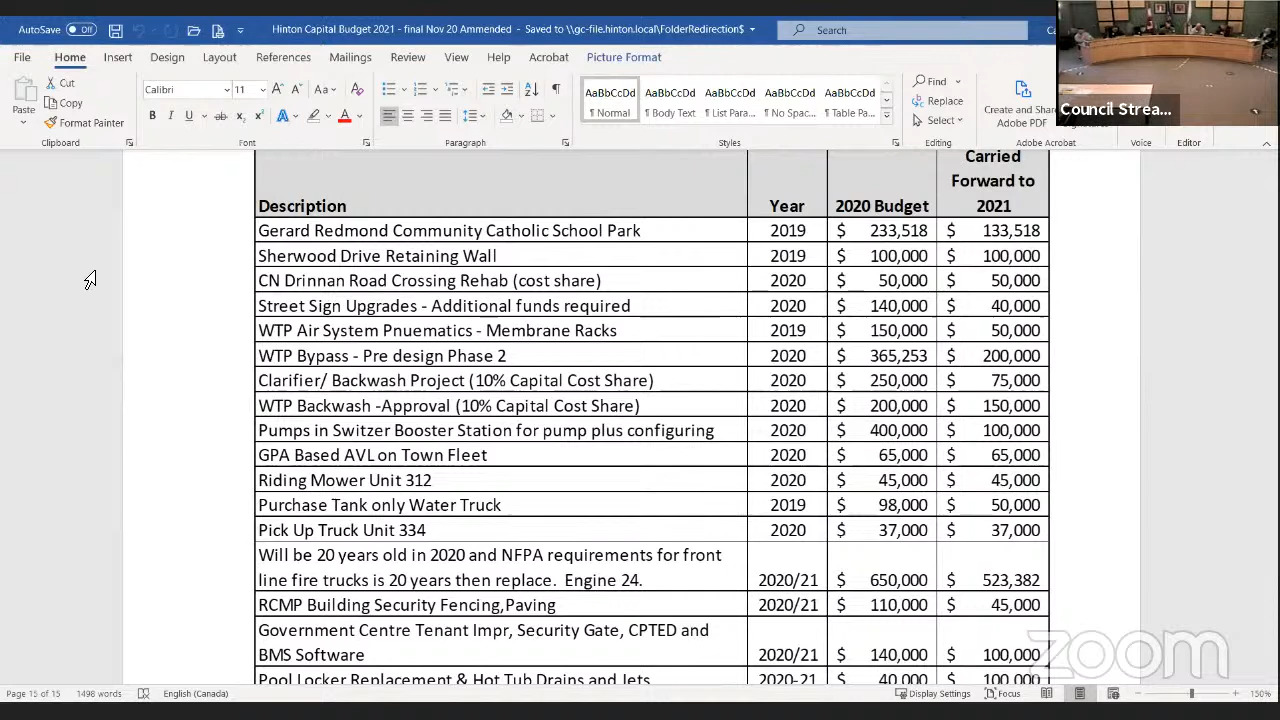 AutoSave Off Hinton Capital Budget 2021 - final Nov 20 Ammended - Saved to \\gc-file.hinton.local\FolderRedirection$ Search
File Home Insert Design Layout References Mailings Review View Help Acrobat Picture Format
Council Strea...
Paste
Cut
Copy
Format Painter
Clipboard
Calibri 11
Font
Paragraph
AaBbCcDd AaBbCcDd AaBbCcDd AaBbCcDd AaBbCcDd
¶ Normal ¶ Body Text ¶ List Para... ¶ No Spac... ¶ Table Pa...
Styles
Find
Replace
Select
Editing
Create and Share
Adobe PDF
Adobe Acrobat
Voice
Editor
Description Year 2020 Budget Carried Forward to 2021
Gerard Redmond Community Catholic School Park 2019 $ 233,518 $ 133,518
Sherwood Drive Retaining Wall 2019 $ 100,000 $ 100,000
CN Drinnan Road Crossing Rehab (cost share) 2020 $ 50,000 $ 50,000
Street Sign Upgrades - Additional funds required 2020 $ 140,000 $ 40,000
WTP Air System Pnuematics - Membrane Racks 2019 $ 150,000 $ 50,000
WTP Bypass - Pre design Phase 2 2020 $ 365,253 $ 200,000
Clarifier/ Backwash Project (10% Capital Cost Share) 2020 $ 250,000 $ 75,000
WTP Backwash -Approval (10% Capital Cost Share) 2020 $ 200,000 $ 150,000
Pumps in Switzer Booster Station for pump plus configuring 2020 $ 400,000 $ 100,000
GPA Based AVL on Town Fleet 2020 $ 65,000 $ 65,000
Riding Mower Unit 312 2020 $ 45,000 $ 45,000
Purchase Tank only Water Truck 2019 $ 98,000 $ 50,000
Pick Up Truck Unit 334 2020 $ 37,000 $ 37,000
Will be 20 years old in 2020 and NFPA requirements for front
line fire trucks is 20 years then replace. Engine 24. 2020/21 $ 650,000 $ 523,382
RCMP Building Security Fencing,Paving 2020/21 $ 110,000 $ 45,000
Government Centre Tenant Impr, Security Gate, CPTED and
BMS Software 2020/21 $ 140,000 $ 100,000
Pool Locker Replacement & Hot Tub Drains and Jets 2020-21 $ 40,000 $ 100,000
zoom
Page 15 of 15 1498 words English (Canada) Display Settings Focus 150%